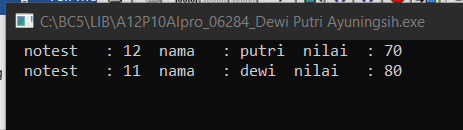 C:\BC5\LIB\A12P10AIpro_06284_Dewi Putri Ayuningsih.exe
notest : 12 nama : putri nilai : 70
notest : 11 nama : dewi nilai : 80